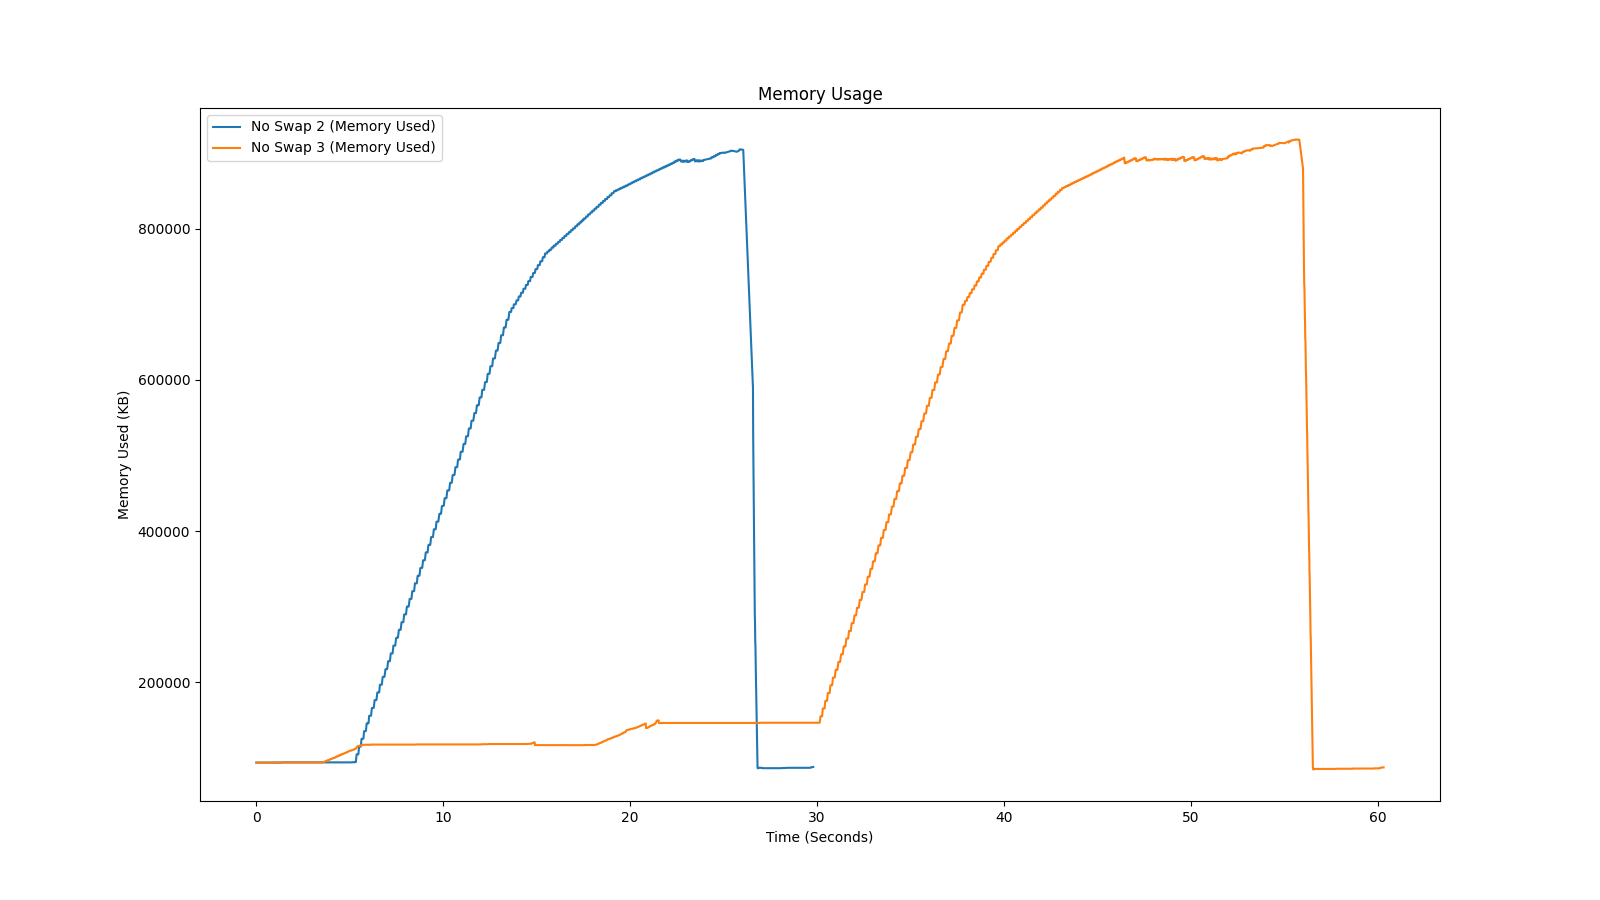 Memory Usage
No Swap 2 (Memory Used)
No Swap 3 (Memory Used)
800000
600000
400000
200000
Memory Used (KB)
0 10 20 30 40 50 60
Time (Seconds)